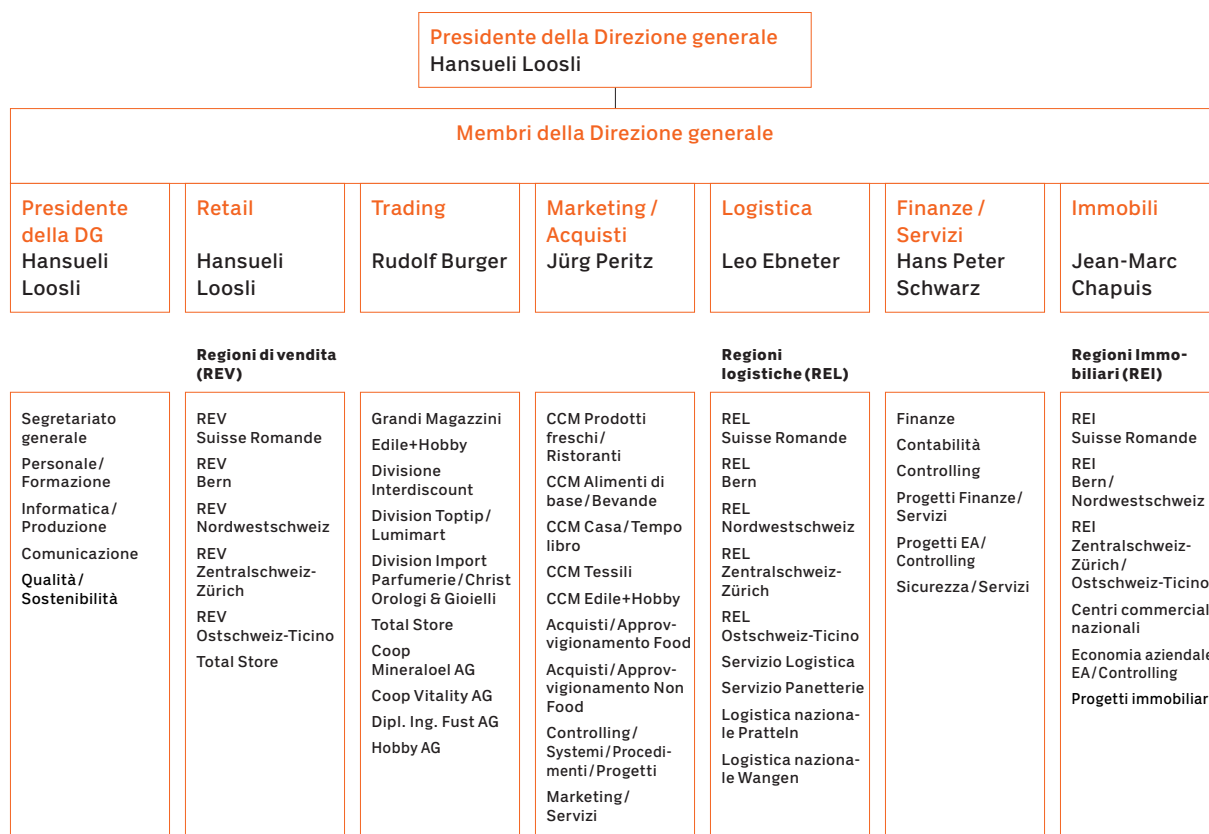 Presidente della Direzione generale
Hansueli Loosli
Membri della Direzione generale
Presidente
della DG
Hansueli
Loosli
Retail
Hansueli
Loosli
Trading
Rudolf Burger
Marketing /
Acquisti
Jürg Peritz
Logistica
Leo Ebneter
Finanze /
Servizi
Hans Peter
Schwarz
Immobili
Jean-Marc
Chapuis
Segretariato
generale
Personale/
Formazione
Informatica/
Produzione
Comunicazione
Qualità/
Sostenibilità
Regioni di vendita
(REV)
REV
Suisse Romande
REV
Bern
REV
Nordwestschweiz
REV
Zentralschweiz-
Zürich
REV
Ostschweiz-Ticino
Total Store
Grandi Magazzini
Edile+Hobby
Divisione
Interdiscount
Division Toptip/
Lumimart
Division Import
Parfumerie/Christ
Orologi & Gioielli
Total Store
Coop
Mineraloel AG
Coop Vitality AG
Dipl. Ing. Fust AG
Hobby AG
CCM Prodotti
freschi/
Ristoranti
CCM Alimenti di
base/Bevande
CCM Casa/Tempo
libro
CCM Tessili
CCM Edile+Hobby
Acquisti/Approv-
vigionamento Food
Acquisti/Approv-
vigionamento Non
Food
Controlling/
Systemi/Procedi-
menti/Progetti
Marketing/
Servizi
Regioni
logistiche (REL)
REL
Suisse Romande
REL
Bern
REL
Nordwestschweiz
REL
Zentralschweiz-
Zürich
REL
Ostschweiz-Ticino
Servizio Logistica
Servizio Panetterie
Logistica naziona-
le Pratteln
Logistica naziona-
le Wangen
Finanze
Contabilità
Controlling
Progetti Finanze/
Servizi
Progetti EA/
Controlling
Sicurezza/Servizi
Regioni Immo-
biliari (REI)
REI
Suisse Romande
REI
Bern/
Nordwestschweiz
REI
Zentralschweiz-
Zürich/
Ostschweiz-Ticino
Centri commercial
nazionali
Economia aziendale
EA/Controlling
Progetti immobiliar